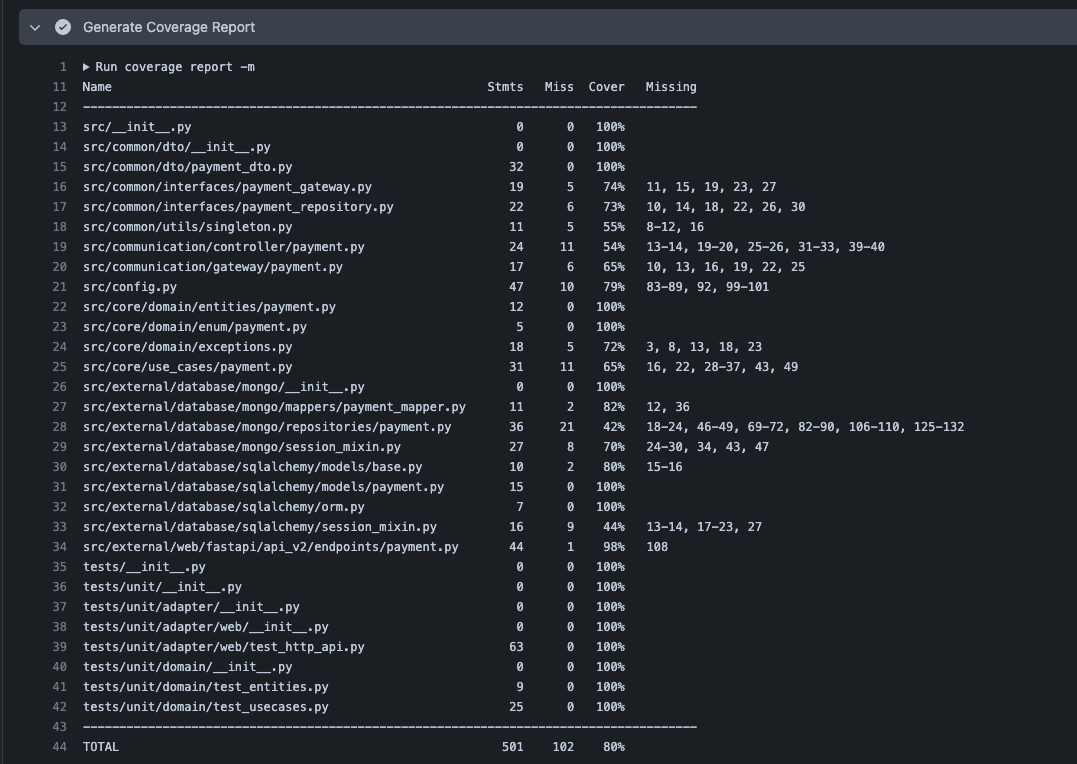 Generate Coverage Report
1 ▶ Run coverage report -m
11 Name Stmts Miss Cover Missing
12 -------------------------------------------------------------------------------------
13 src/__init__.py 0 0 100%
14 src/common/dto/__init__.py 0 0 100%
15 src/common/dto/payment_dto.py 32 0 100%
16 src/common/interfaces/payment_gateway.py 19 5 74% 11, 15, 19, 23, 27
17 src/common/interfaces/payment_repository.py 22 6 73% 10, 14, 18, 22, 26, 30
18 src/common/utils/singleton.py 11 5 55% 8-12, 16
19 src/communication/controller/payment.py 24 11 54% 13-14, 19-20, 25-26, 31-33, 39-40
20 src/communication/gateway/payment.py 17 6 65% 10, 13, 16, 19, 22, 25
21 src/config.py 47 10 79% 83-89, 92, 99-101
22 src/core/domain/entities/payment.py 12 0 100%
23 src/core/domain/enum/payment.py 5 0 100%
24 src/core/domain/exceptions.py 18 5 72% 3, 8, 13, 18, 23
25 src/core/use_cases/payment.py 31 11 65% 16, 22, 28-37, 43, 49
26 src/external/database/mongo/__init__.py 0 0 100%
27 src/external/database/mongo/mappers/payment_mapper.py 11 2 82% 12, 36
28 src/external/database/mongo/repositories/payment.py 36 21 42% 18-24, 46-49, 69-72, 82-90, 106-110, 125-132
29 src/external/database/mongo/session_mixin.py 27 8 70% 24-30, 34, 43, 47
30 src/external/database/sqlalchemy/models/base.py 10 2 80% 15-16
31 src/external/database/sqlalchemy/models/payment.py 15 0 100%
32 src/external/database/sqlalchemy/orm.py 7 0 100%
33 src/external/database/sqlalchemy/session_mixin.py 16 9 44% 13-14, 17-23, 27
34 src/external/web/fastapi/api_v2/endpoints/payment.py 44 1 98% 108
35 tests/__init__.py 0 0 100%
36 tests/unit/__init__.py 0 0 100%
37 tests/unit/adapter/__init__.py 0 0 100%
38 tests/unit/adapter/web/__init__.py 0 0 100%
39 tests/unit/adapter/web/test_http_api.py 63 0 100%
40 tests/unit/domain/__init__.py 0 0 100%
41 tests/unit/domain/test_entities.py 9 0 100%
42 tests/unit/domain/test_usecases.py 25 0 100%
43 -------------------------------------------------------------------------------------
44 TOTAL 501 102 80%